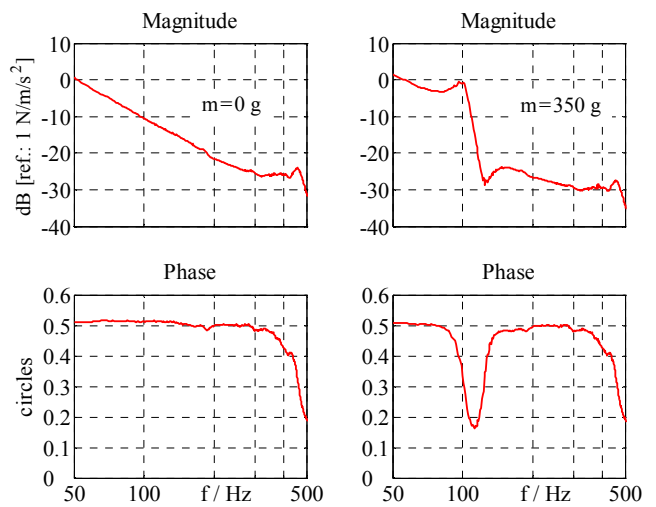 Magnitude
10
0
-10
-20
-30
-40
dB [ref.: 1 N/m/s²]
m=0 g
Magnitude
10
0
-10
-20
-30
-40
m=350 g
Phase
0.6
0.5
0.4
0.3
0.2
0.1
0
circles
50 100 f / Hz 500
Phase
0.6
0.5
0.4
0.3
0.2
0.1
0
50 100 f / Hz 500